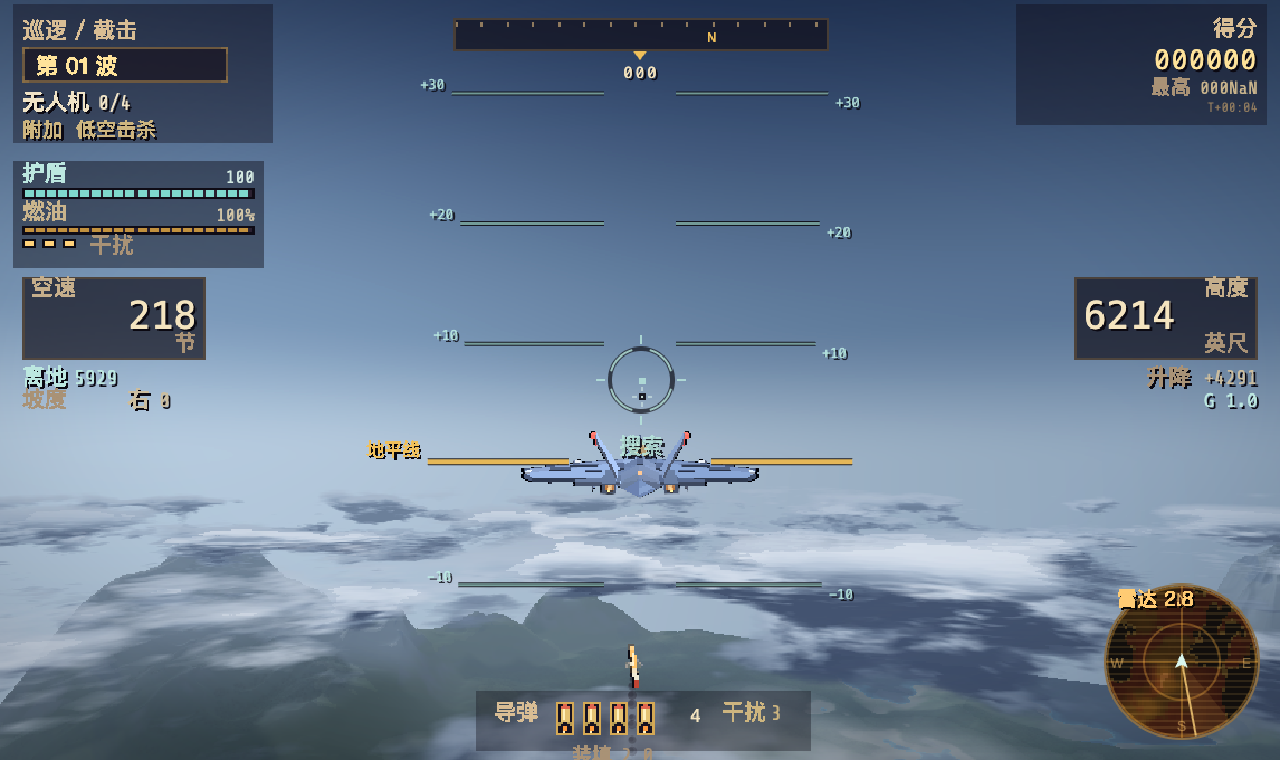 巡逻 / 截击
第 01 波
无人机 0/4
附加 低空击杀
护盾 100
燃油 100%
干扰
空速
218
节
离地 5929
坡度 右 0
N
000
+30 +30
+20 +20
+10 +10
搜索
地平线
-10 -10
得分
000000
最高 000NaN
T+00:04
高度
6214
英尺
升降 +4291
G 1.0
雷达 2.8
W E
S
导弹 4 干扰 3